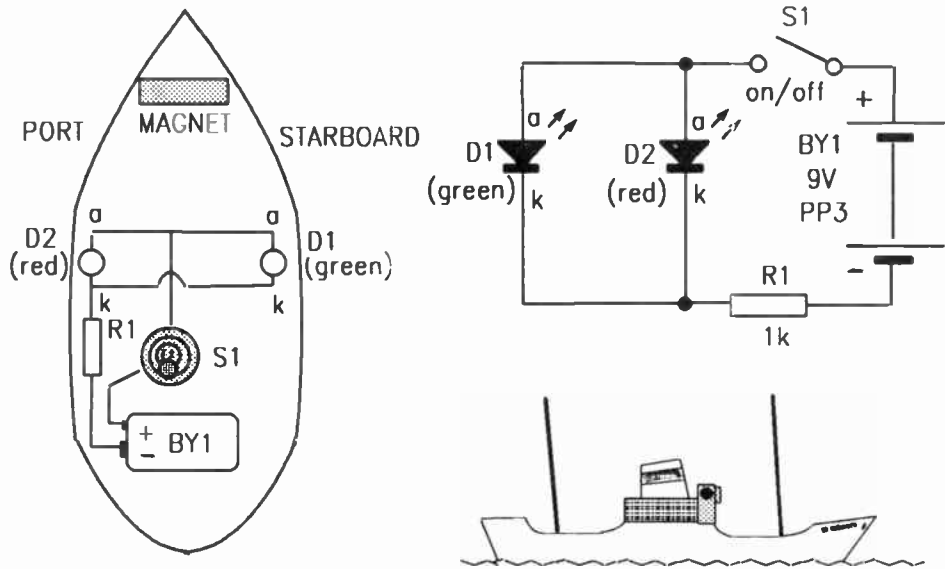 MAGNET
PORT
STARBOARD
a
a
D2
(red)
D1
(green)
k
k
R1
S1
+
-
BY1
S1
on/off
+
a
D1
(green)
k
a
D2
(red)
k
BY1
9V
PP3
-
R1
1k